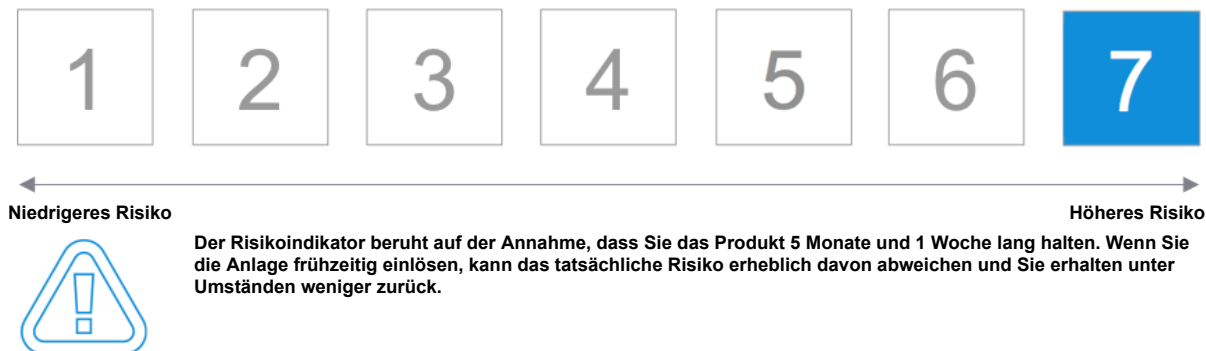 1 2 3 4 5 6 7
Niedrigeres Risiko Höheres Risiko
Der Risikoindikator beruht auf der Annahme, dass Sie das Produkt 5 Monate und 1 Woche lang halten. Wenn Sie
die Anlage frühzeitig einlösen, kann das tatsächliche Risiko erheblich davon abweichen und Sie erhalten unter
Umständen weniger zurück.